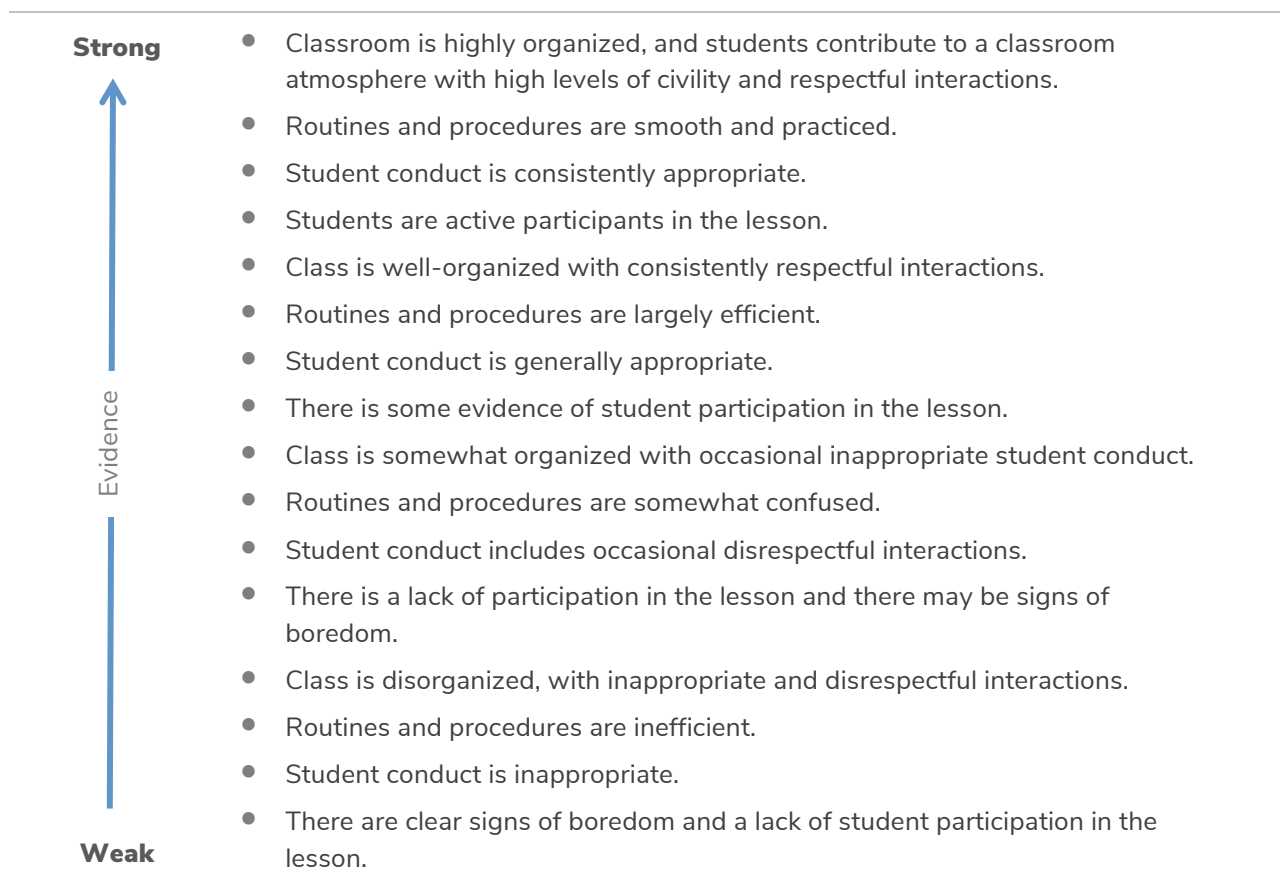 Strong
● Classroom is highly organized, and students contribute to a classroom
atmosphere with high levels of civility and respectful interactions.
● Routines and procedures are smooth and practiced.
● Student conduct is consistently appropriate.
● Students are active participants in the lesson.
● Class is well-organized with consistently respectful interactions.
● Routines and procedures are largely efficient.
● Student conduct is generally appropriate.
Evidence
● There is some evidence of student participation in the lesson.
● Class is somewhat organized with occasional inappropriate student conduct.
● Routines and procedures are somewhat confused.
● Student conduct includes occasional disrespectful interactions.
● There is a lack of participation in the lesson and there may be signs of
boredom.
● Class is disorganized, with inappropriate and disrespectful interactions.
● Routines and procedures are inefficient.
● Student conduct is inappropriate.
● There are clear signs of boredom and a lack of student participation in the
lesson.
Weak